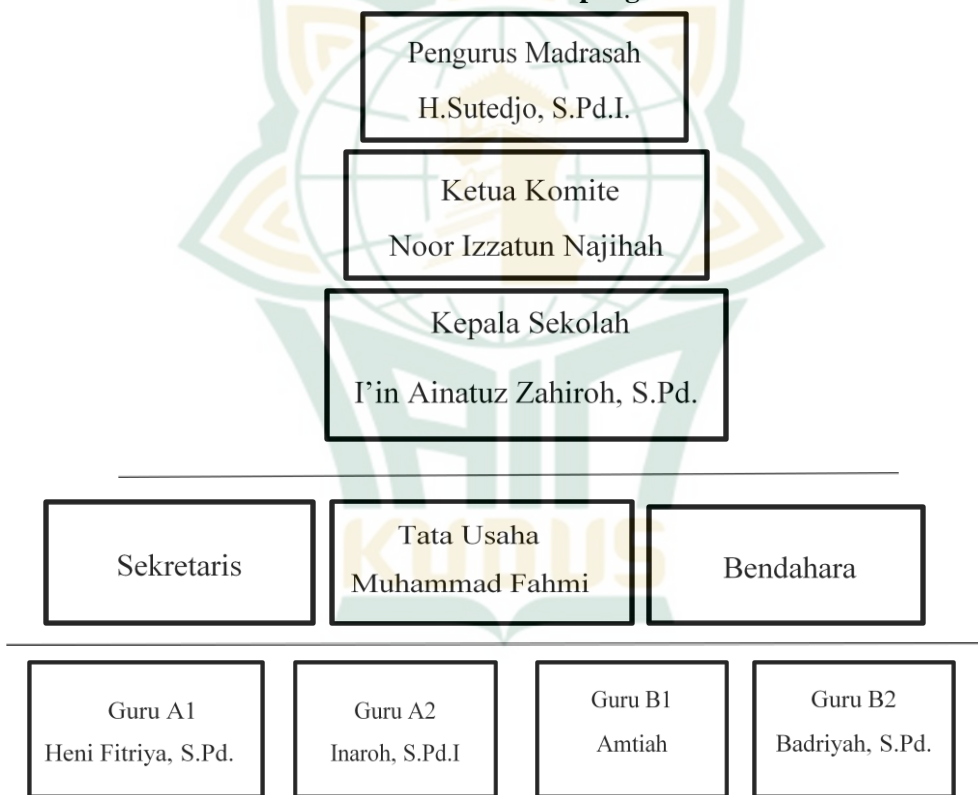 Pengurus Madrasah
H.Sutedjo, S.Pd.I.
Ketua Komite
Noor Izzatun Najihah
Kepala Sekolah
I’in Ainatuz Zahiroh, S.Pd.
Sekretaris
Tata Usaha
Muhammad Fahmi
Bendahara
Guru A1
Heni Fitriya, S.Pd.
Guru A2
Inaroh, S.Pd.I
Guru B1
Amtiah
Guru B2
Badriyah, S.Pd.
KUDUS